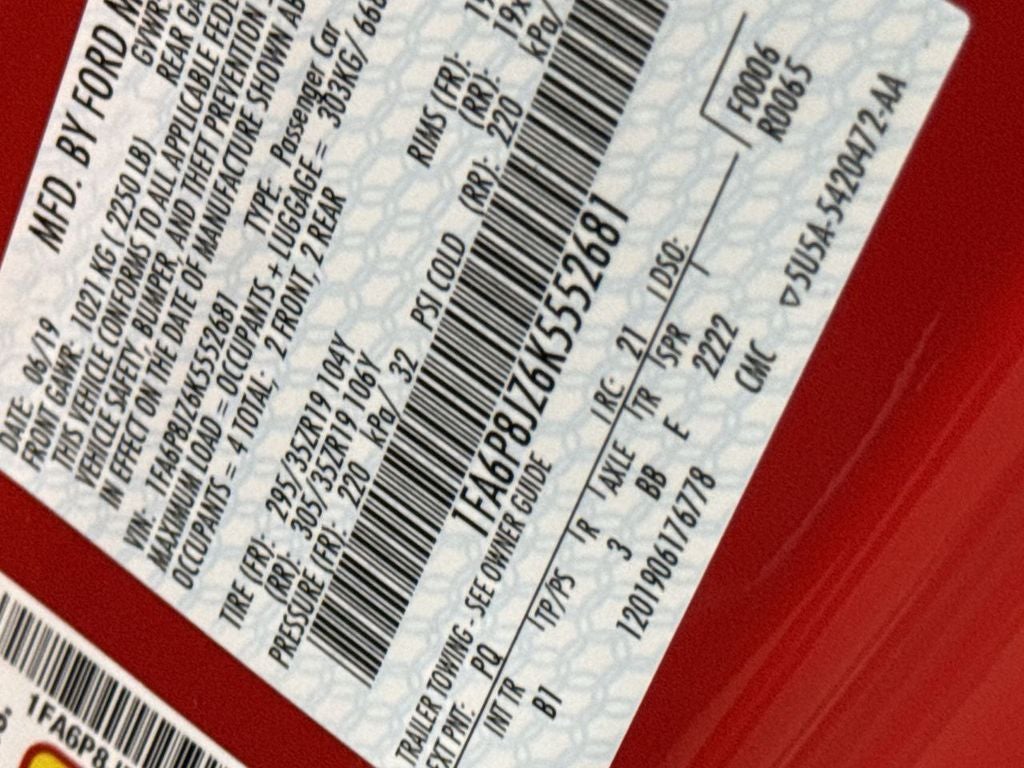 MFD. BY FORD
DATE: 06/19 GVWR
FRONT GAWR: 1021 KG ( 2250 LB) REAR
THIS VEHICLE CONFORMS TO ALL APPLICABLE
VEHICLE SAFETY, BUMPER, AND THEFT PREVENTION
IN EFFECT ON THE DATE OF MANUFACTURE SHOWN
VIN: 1FA6P8JZ6K5552681 TYPE: Passenger Car
MAXIMUM LOAD = OCCUPANTS + LUGGAGE = 303KG/
OCCUPANTS = 4 TOTAL; 2 FRONT, 2 REAR
TIRE (FR): 295/35ZR19 104Y RIMS (FR):
(RR): 305/35ZR19 106Y (RR):
PRESSURE (FR): 220 kPa/ 32 PSI COLD (RR): 220 kPa/
1FA6P8JZ6K5552681
TRAILER TOWING - SEE OWNER GUIDE
EXT PNT: PQ RC: 21 DSO: F0006
R0065
INT TR TP/PS R AXLE TR SPR
B1 3 BB E 2222
1201906176778 CMC ▽5U5A-5420472-AA
1FA6P8